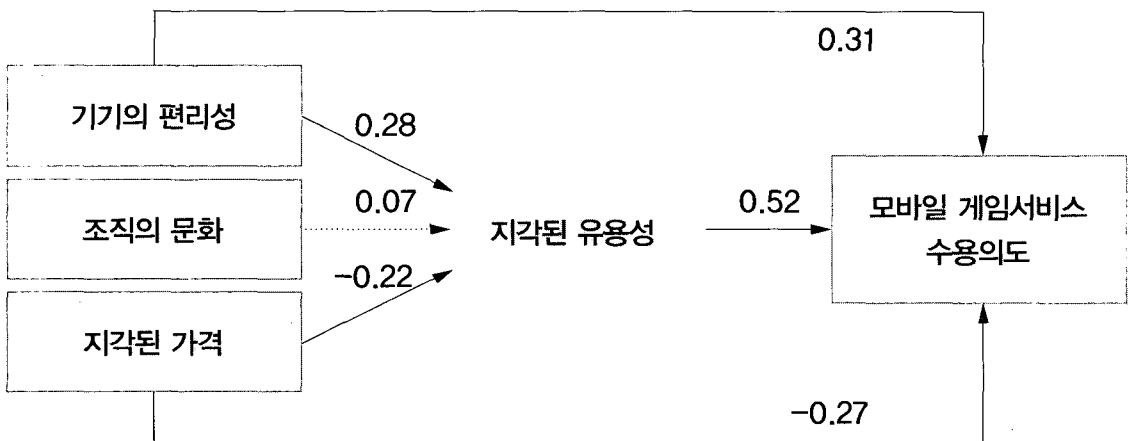 0.31
기기의 편리성
0.28
조직의 문화
0.07
지각된 유용성
0.52
모바일 게임서비스
수용의도
-0.22
지각된 가격
-0.27